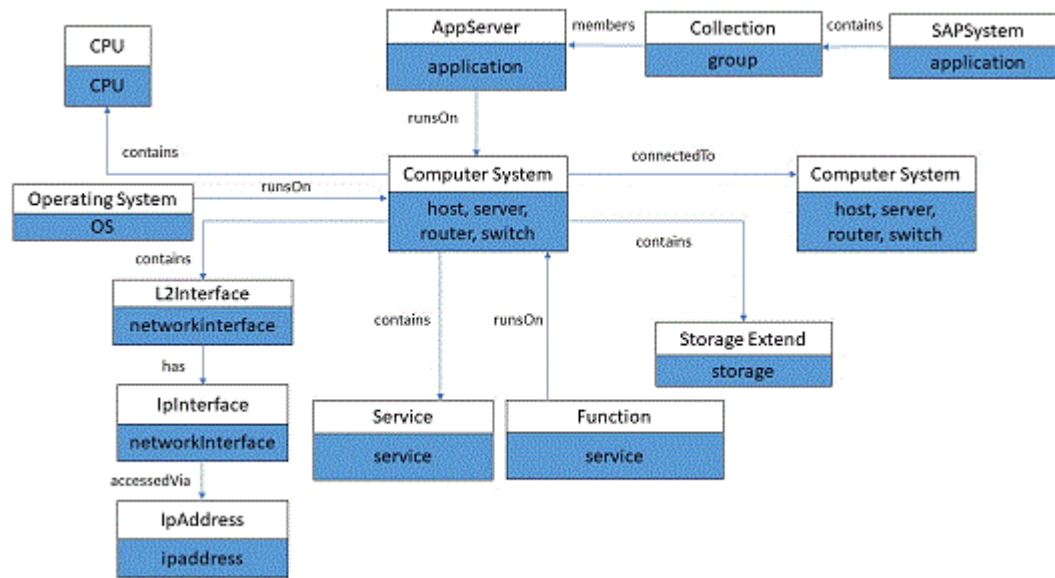 CPU
CPU
AppServer
application
members
Collection
group
contains
SAPSystem
application
runsOn
contains
Operating System
OS
runsOn
Computer System
host, server,
router, switch
connectedTo
Computer System
host, server,
router, switch
contains
L2Interface
networkinterface
contains
runsOn
contains
Storage Extend
storage
has
IpInterface
networkInterface
Service
service
Function
service
accessedVia
IpAddress
ipaddress